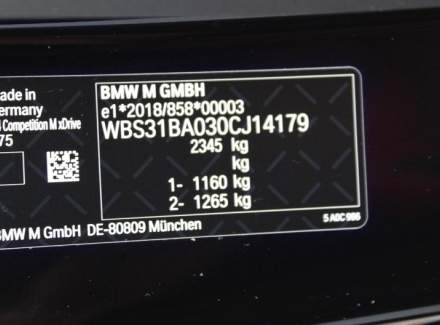 BMW M GMBH
e1*2018/858*00003
WBS31BA030CJ14179
2345 kg
kg
1- 1160 kg
2- 1265 kg
5 A0C 986
ade in
ermany
Competition M xDrive
75
BMW M GmbH DE-80809 München